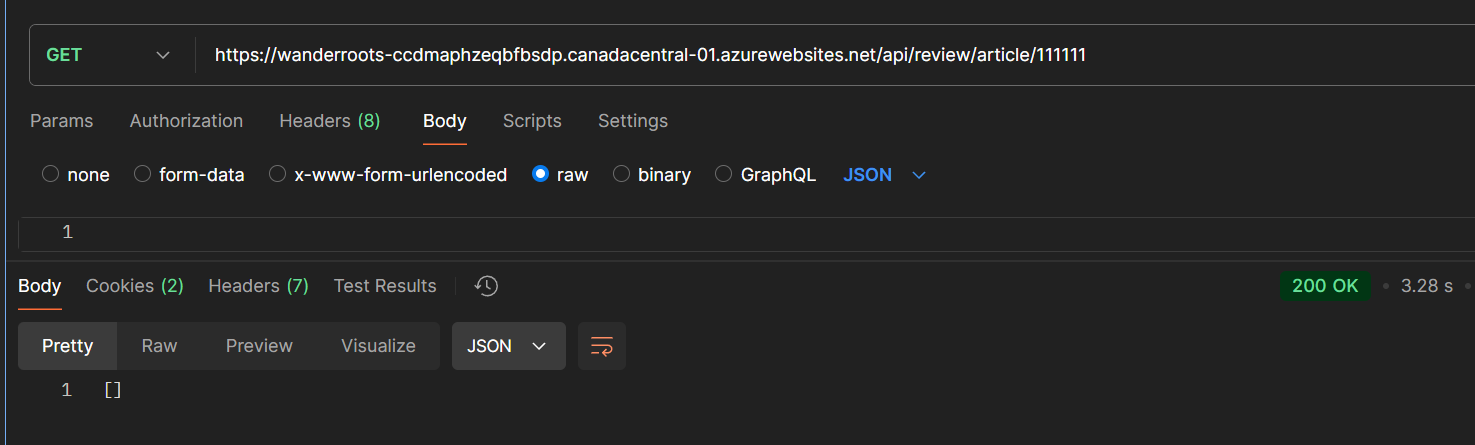 GET https://wanderroots-ccdmaphzeqbfbsdp.canadacentral-01.azurewebsites.net/api/review/article/111111
Params Authorization Headers (8) Body Scripts Settings
none form-data x-www-form-urlencoded raw binary GraphQL JSON
1
Body Cookies (2) Headers (7) Test Results 200 OK • 3.28 s •
Pretty Raw Preview Visualize JSON
1 []